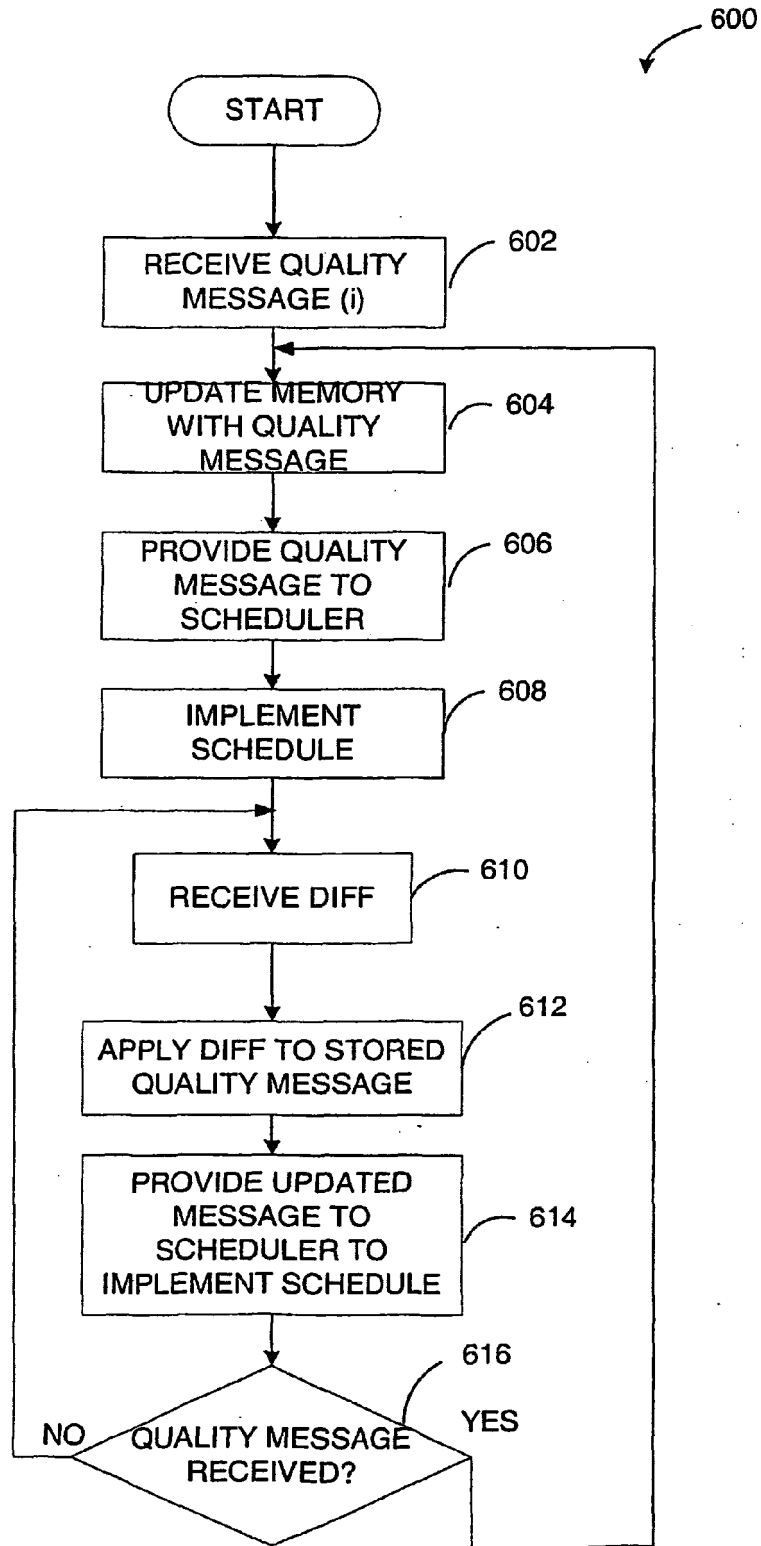 600
START
RECEIVE QUALITY
MESSAGE (i)
602
UPDATE MEMORY
WITH QUALITY
MESSAGE
604
PROVIDE QUALITY
MESSAGE TO
SCHEDULER
606
IMPLEMENT
SCHEDULE
608
RECEIVE DIFF
610
APPLY DIFF TO STORED
QUALITY MESSAGE
612
PROVIDE UPDATED
MESSAGE TO
SCHEDULER TO
IMPLEMENT SCHEDULE
614
616
NO
YES
QUALITY MESSAGE
RECEIVED?